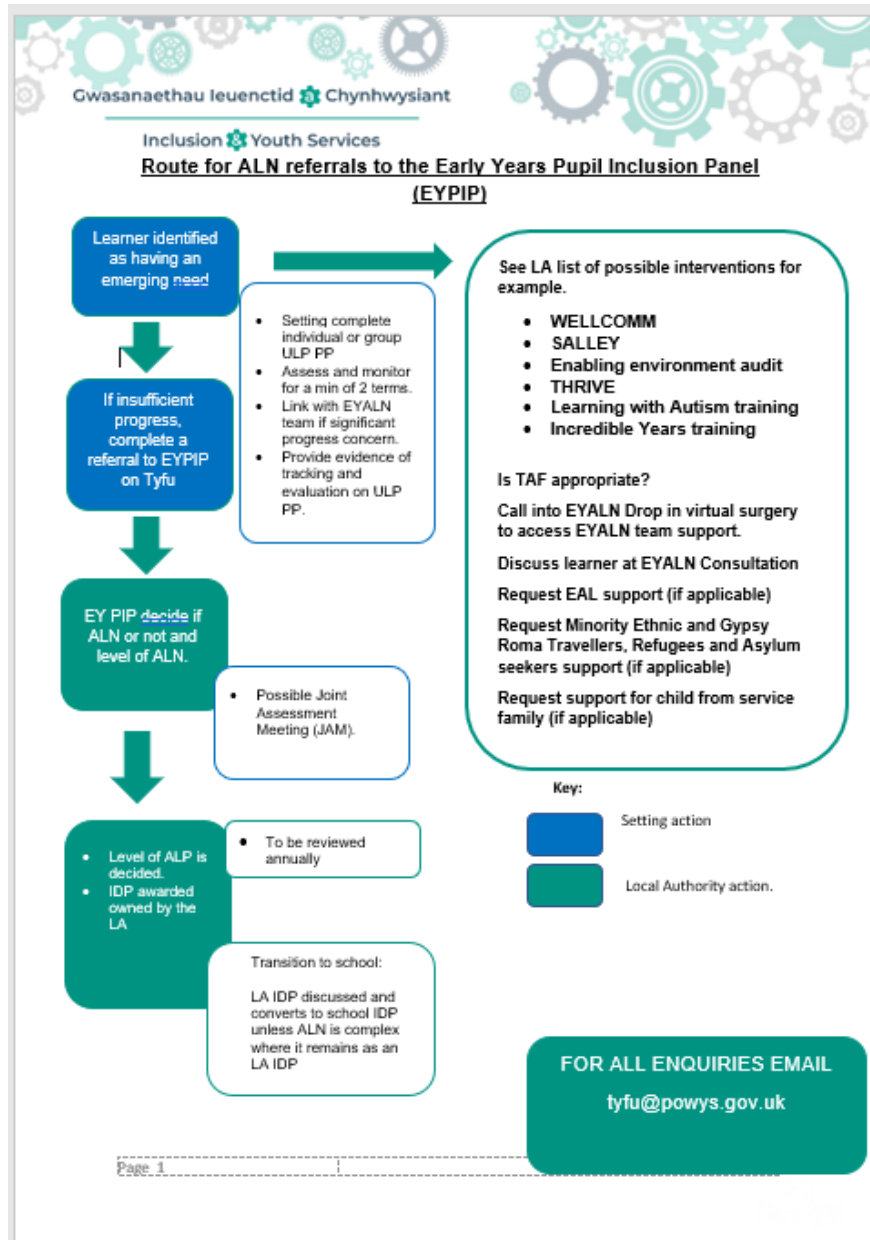 Gwasanaethau Ieuenctid a Chynhwysiant
Inclusion & Youth Services
Route for ALN referrals to the Early Years Pupil Inclusion Panel
(EYPIP)
Learner identified
as having an
emerging need
• Setting complete
individual or group
ULP PP
• Assess and monitor
for a min of 2 terms.
• Link with EYALN
team if significant
progress concern.
• Provide evidence of
tracking and
evaluation on ULP
PP.
If insufficient
progress,
complete a
referral to EYPIP
on Tyfu
EY PIP decide if
ALN or not and
level of ALN.
• Possible Joint
Assessment
Meeting (JAM).
• Level of ALP is
decided.
• IDP awarded
owned by the
LA
• To be reviewed
annually
Transition to school:
LA IDP discussed and
converts to school IDP
unless ALN is complex
where it remains as an
LA IDP
See LA list of possible interventions for
example.
• WELLCOMM
• SALLEY
• Enabling environment audit
• THRIVE
• Learning with Autism training
• Incredible Years training
Is TAF appropriate?
Call into EYALN Drop in virtual surgery
to access EYALN team support.
Discuss learner at EYALN Consultation
Request EAL support (if applicable)
Request Minority Ethnic and Gypsy
Roma Travellers, Refugees and Asylum
seekers support (if applicable)
Request support for child from service
family (if applicable)
Key:
Setting action
Local Authority action.
FOR ALL ENQUIRIES EMAIL
tyfu@powys.gov.uk
Page 1